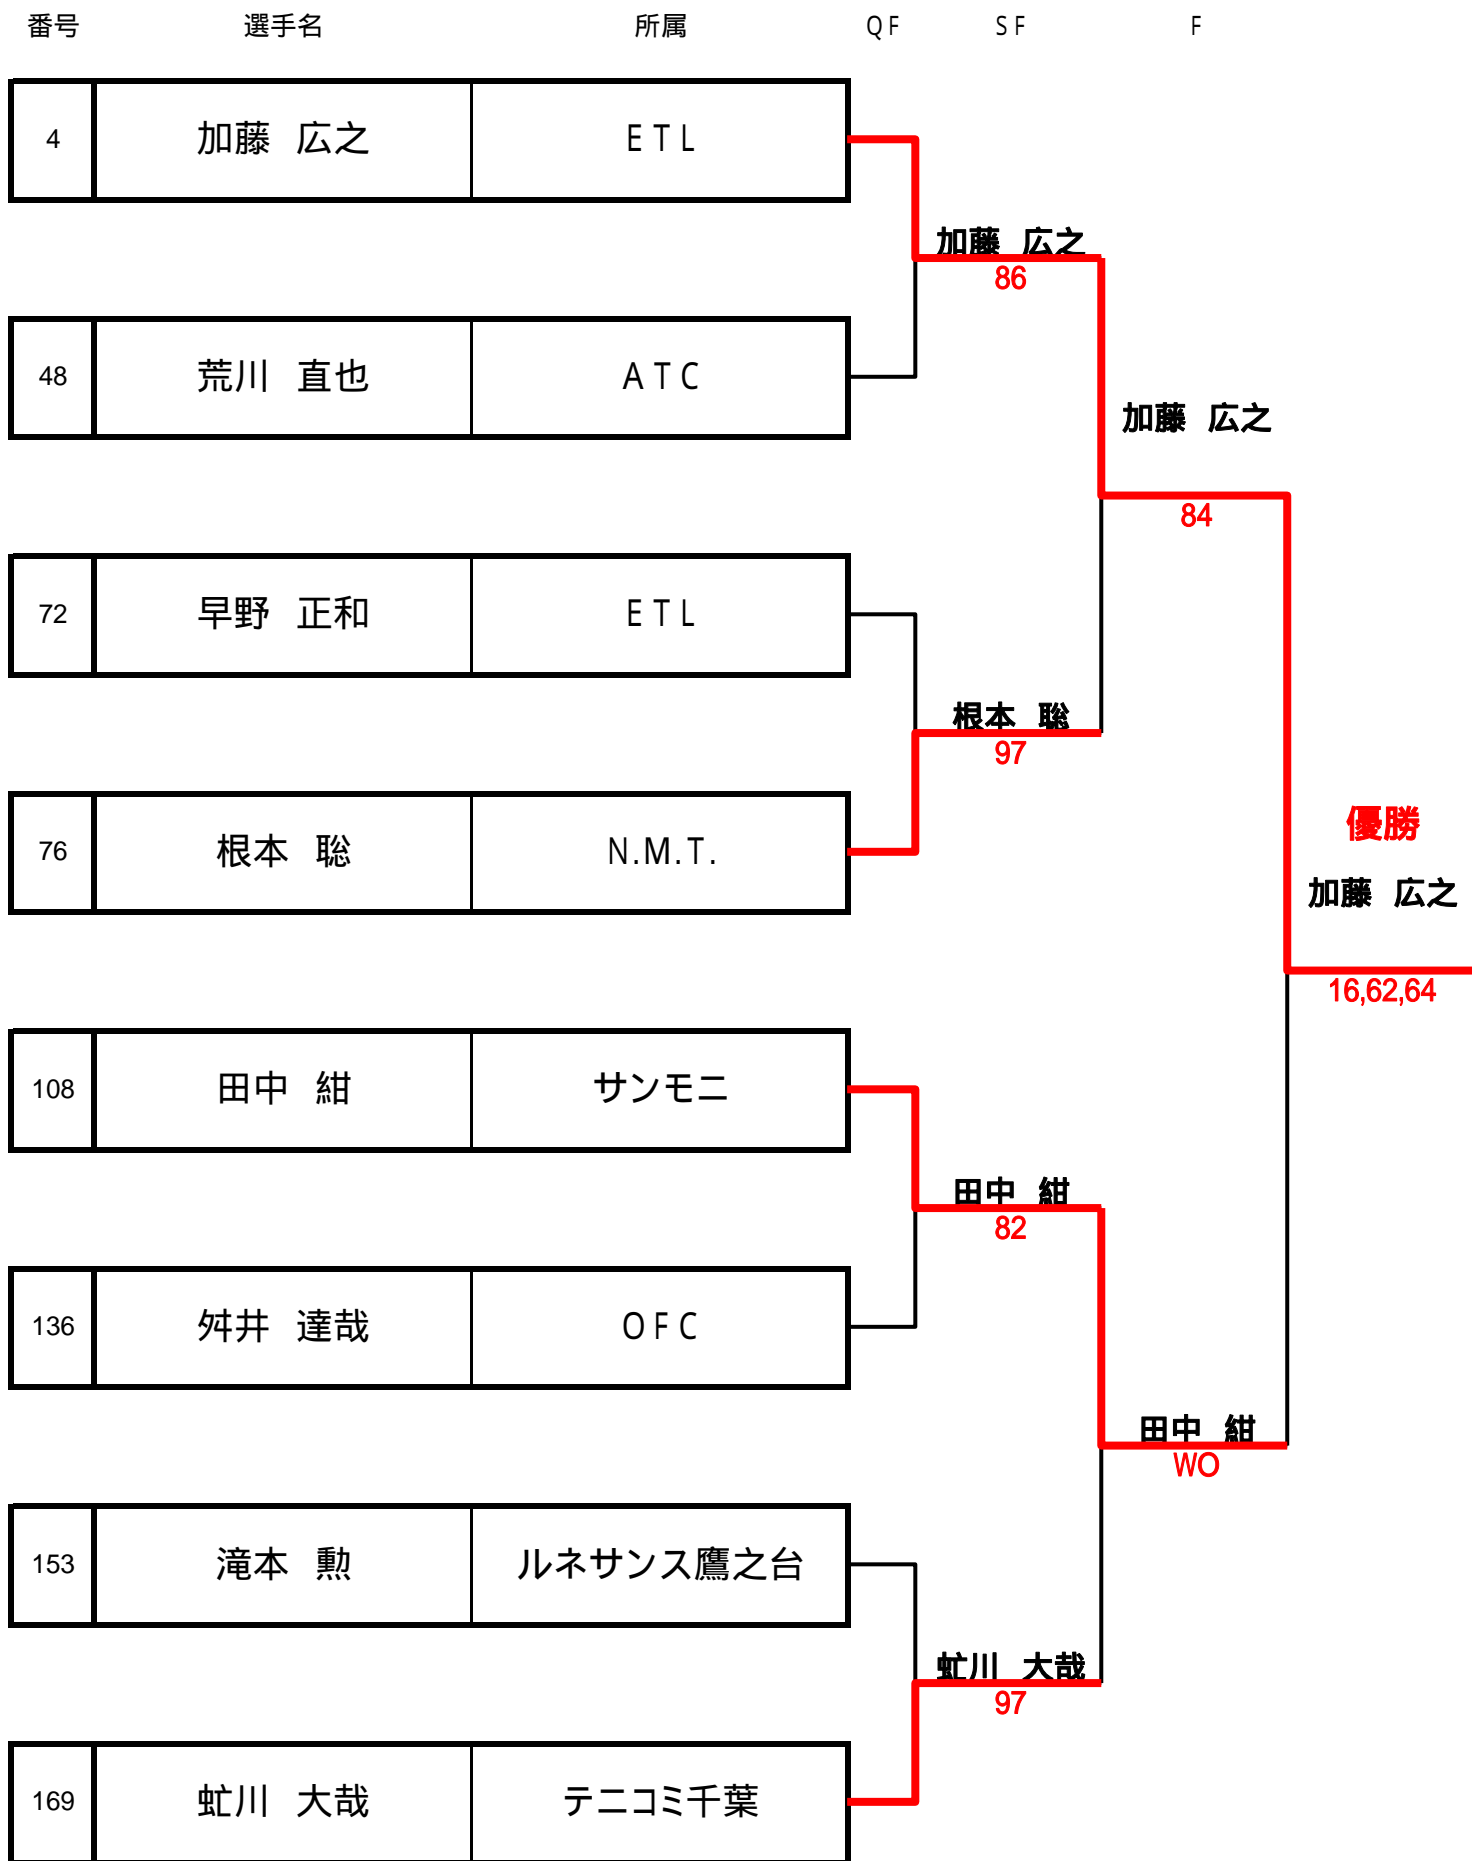 番号 選手名 所属 QF SF F
4 加藤 広之 ETL
加藤 広之
86
48 荒川 直也 ATC
加藤 広之
84
72 早野 正和 ETL
根本 聡
97
76 根本 聡 N.M.T.
優勝
加藤 広之
16,62,64
108 田中 紺 サンモニ
田中 紺
82
136 舛井 達哉 OFC
田中 紺
WO
153 滝本 勲 ルネサンス鷹之台
虻川 大哉
97
169 虻川 大哉 テニコミ千葉